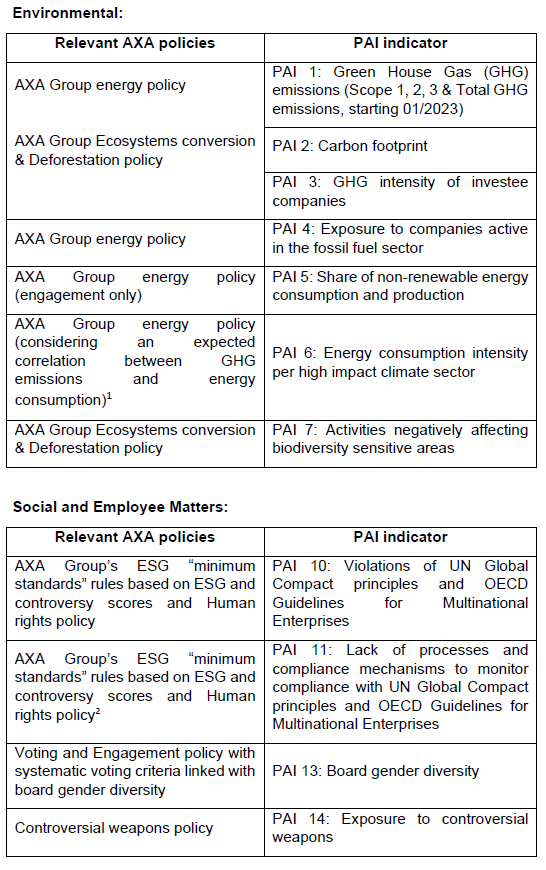 Environmental:
Relevant AXA policies
PAI indicator
AXA Group energy policy
AXA Group Ecosystems conversion
& Deforestation policy
PAI 1: Green House Gas (GHG)
emissions (Scope 1, 2, 3 & Total GHG
emissions, starting 01/2023)
PAI 2: Carbon footprint
PAI 3: GHG intensity of investee
companies
AXA Group energy policy
PAI 4: Exposure to companies active
in the fossil fuel sector
AXA Group energy policy
(engagement only)
PAI 5: Share of non-renewable energy
consumption and production
AXA Group energy policy
(considering an expected
correlation between GHG
emissions and energy
consumption)¹
PAI 6: Energy consumption intensity
per high impact climate sector
AXA Group Ecosystems conversion
& Deforestation policy
PAI 7: Activities negatively affecting
biodiversity sensitive areas
Social and Employee Matters:
Relevant AXA policies
PAI indicator
AXA Group’s ESG “minimum
standards” rules based on ESG and
controversy scores and Human
rights policy
PAI 10: Violations of UN Global
Compact principles and OECD
Guidelines for Multinational
Enterprises
AXA Group’s ESG “minimum
standards” rules based on ESG and
controversy scores and Human
rights policy²
PAI 11: Lack of processes and
compliance mechanisms to monitor
compliance with UN Global Compact
principles and OECD Guidelines for
Multinational Enterprises
Voting and Engagement policy with
systematic voting criteria linked with
board gender diversity
PAI 13: Board gender diversity
Controversial weapons policy
PAI 14: Exposure to controversial
weapons